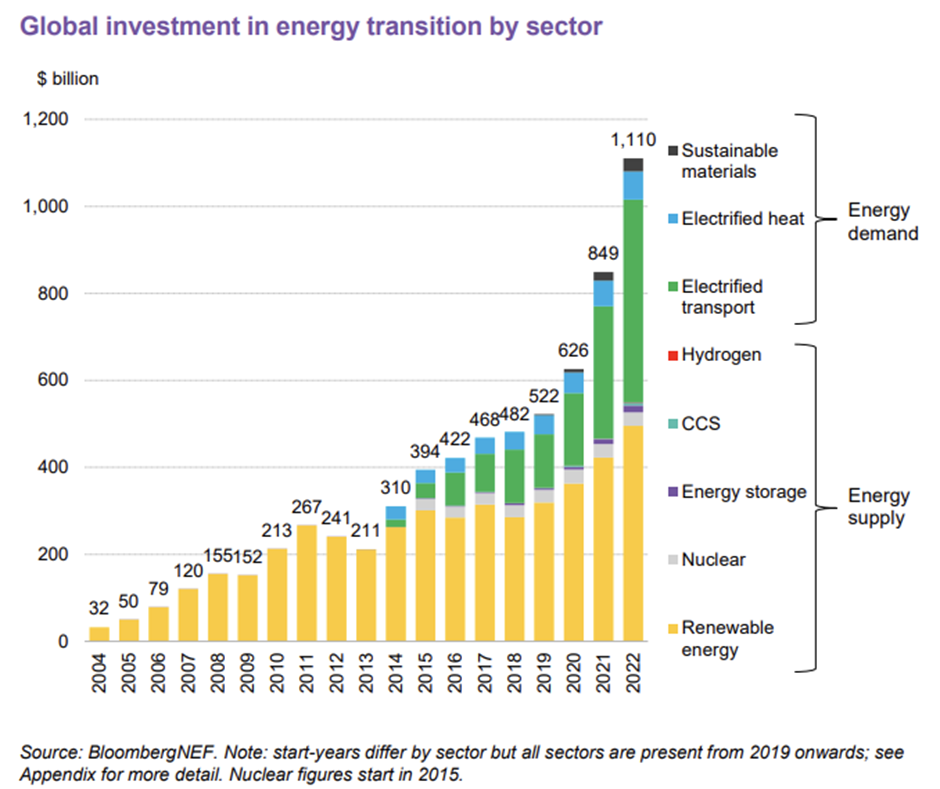 Global investment in energy transition by sector
$ billion
1,200
1,000
800
600
400
200
0
32
50
79
120
155
152
213
267
241
211
310
394
422
468
482
522
626
849
1,110
2004
2005
2006
2007
2008
2009
2010
2011
2012
2013
2014
2015
2016
2017
2018
2019
2020
2021
2022
Sustainable
materials
Electrified heat
Electrified
transport
Hydrogen
CCS
Energy storage
Nuclear
Renewable
energy
Energy
demand
Energy
supply
Source: BloombergNEF. Note: start-years differ by sector but all sectors are present from 2019 onwards; see
Appendix for more detail. Nuclear figures start in 2015.